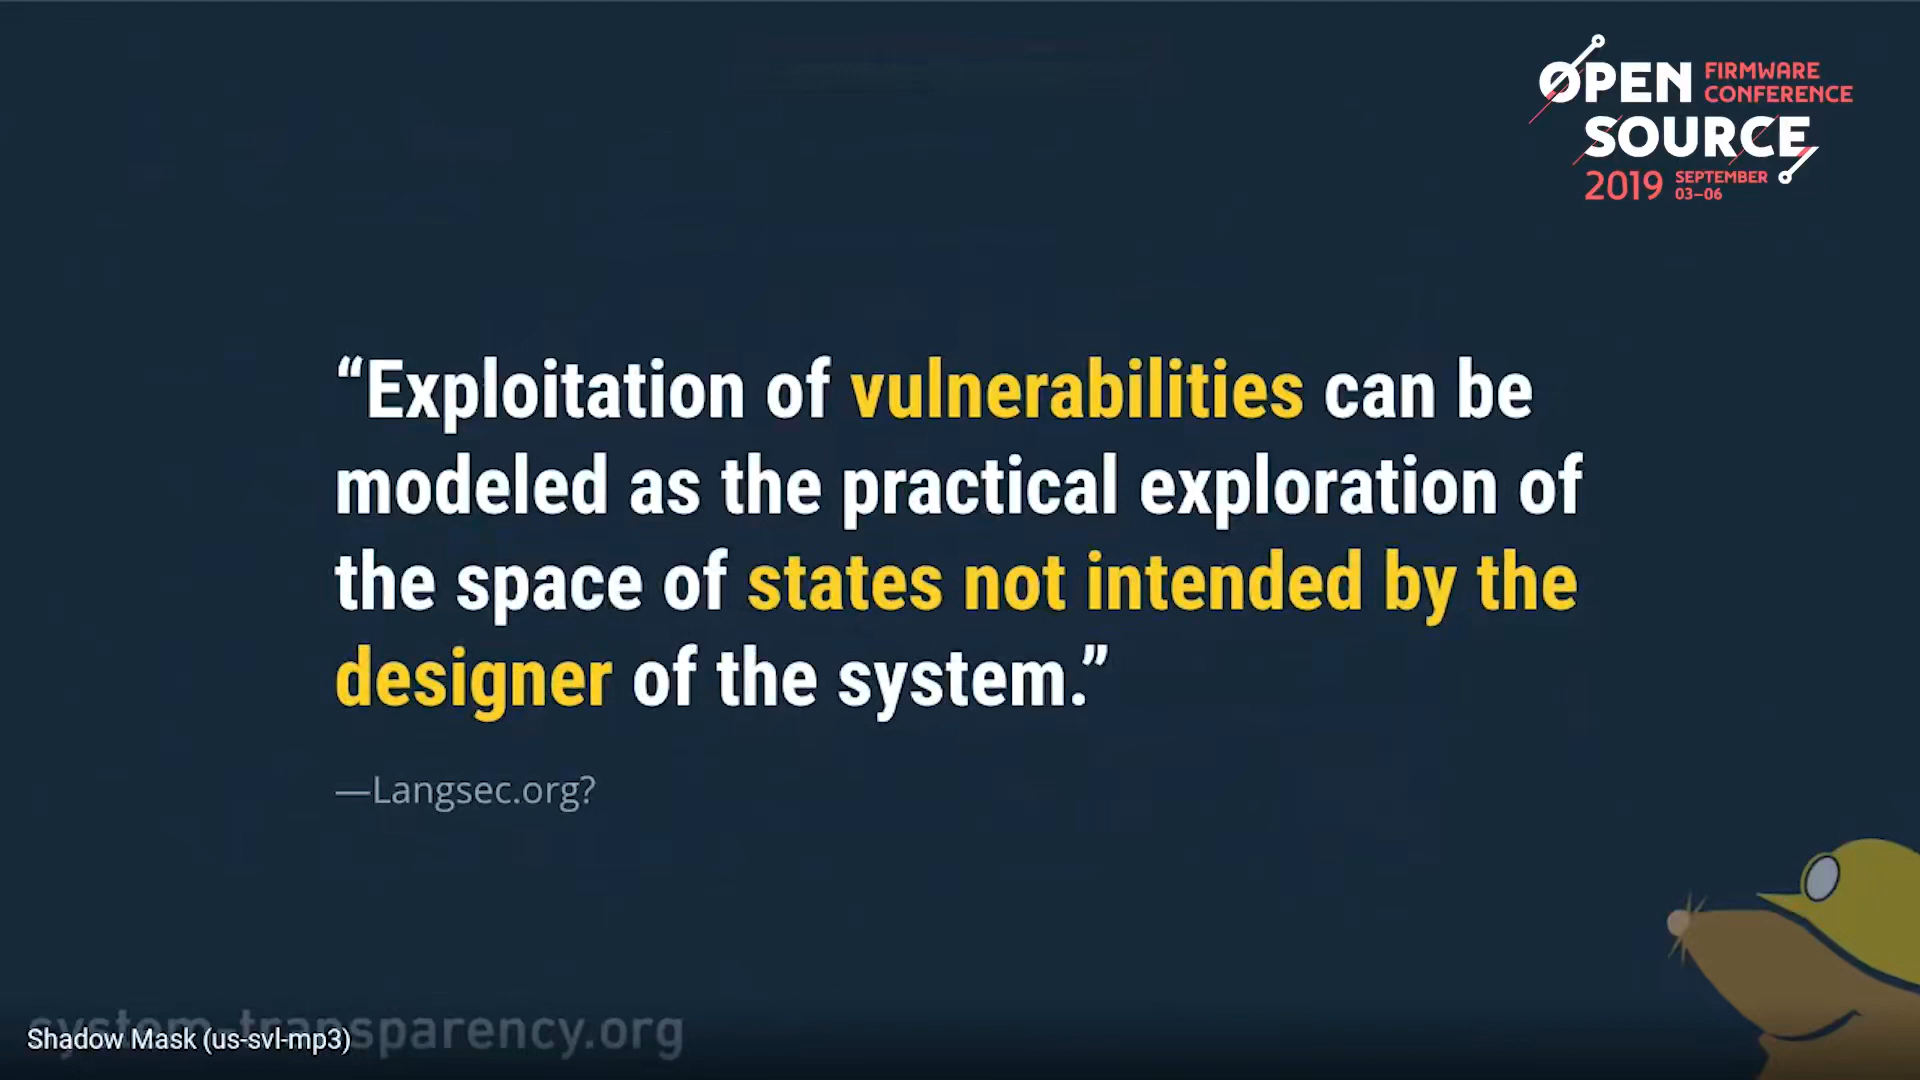 ØPEN FIRMWARE
CONFERENCE
SOURCE
2019 SEPTEMBER
03–06
“Exploitation of vulnerabilities can be
modeled as the practical exploration of
the space of states not intended by the
designer of the system.”
—Langsec.org?
system-transparency.org
Shadow Mask (us-svl-mp3)